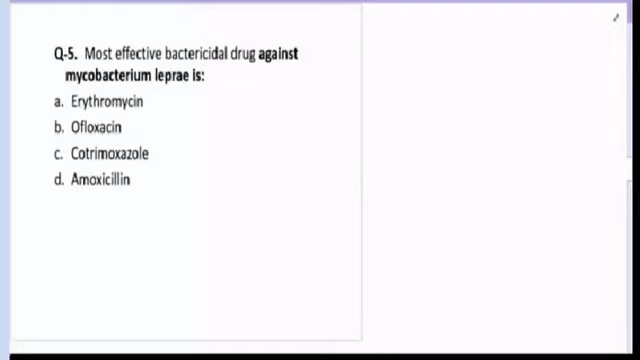 Q-5. Most effective bactericidal drug against
mycobacterium leprae is:
a. Erythromycin
b. Ofloxacin
c. Cotrimoxazole
d. Amoxicillin